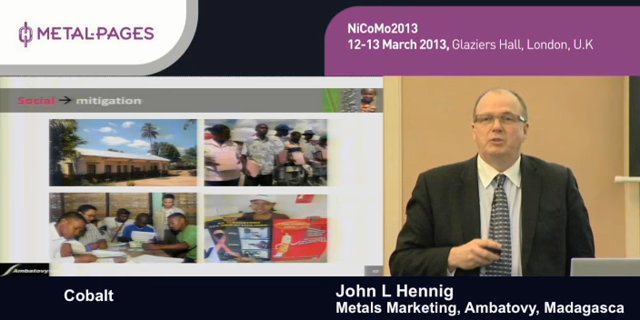 METAL-PAGES
NiCoMo2013
12-13 March 2013, Glaziers Hall, London, U.K
Social → mitigation
Ambatovy
Cobalt
John L Hennig
Metals Marketing, Ambatovy, Madagasca